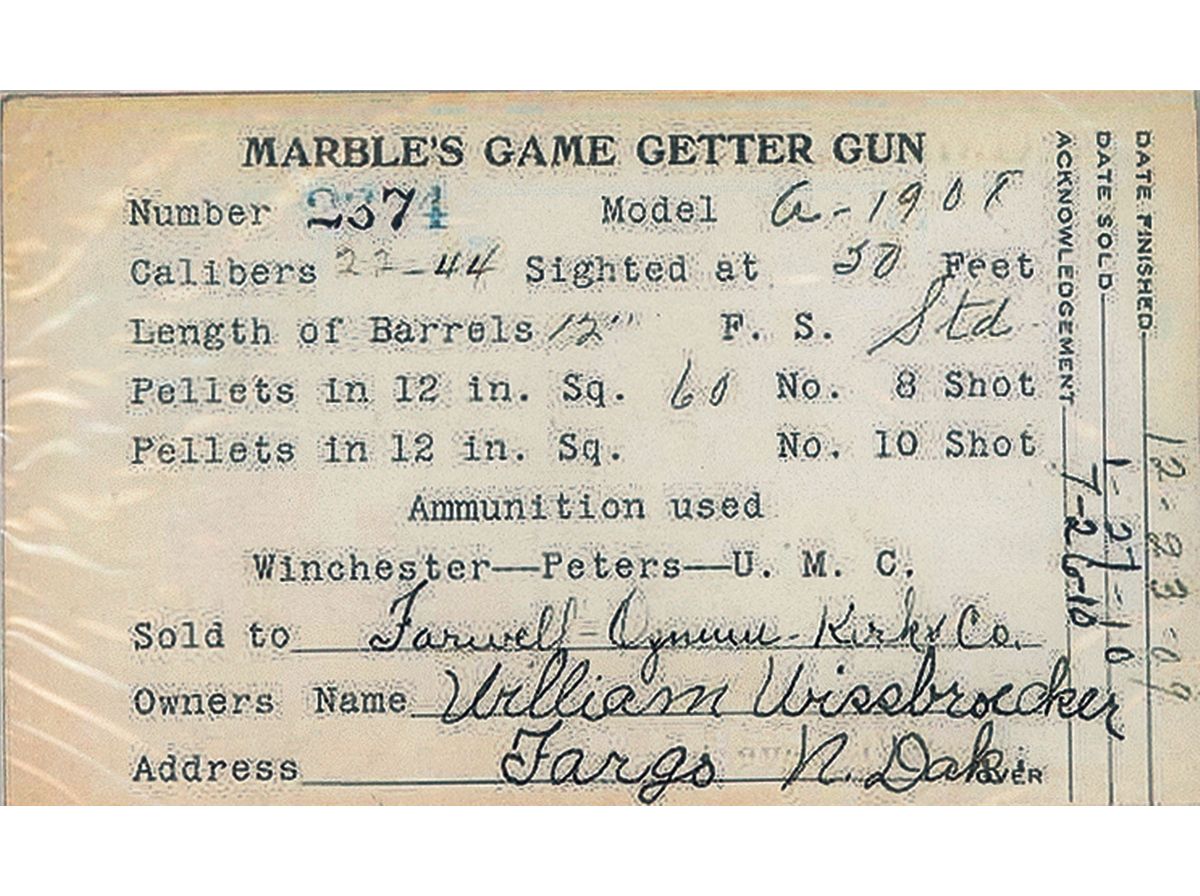 MARBLE'S GAME GETTER GUN
Number 2374 Model A-1908
Calibers 22-44 Sighted at 50 Feet
Length of Barrels 12" F. S. Std
Pellets in 12 in. Sq. 60 No. 8 Shot
Pellets in 12 in. Sq. No. 10 Shot
Ammunition used
Winchester—Peters—U. M. C.
Sold to Farwell - Kirk & Co.
Owners Name William Wissbroecker
Address Fargo N. Dak.
OVER
ACKNOWLEDGEMENT 7-26-10
DATE SOLD 1-27-10
DATE FINISHED 12-23-09